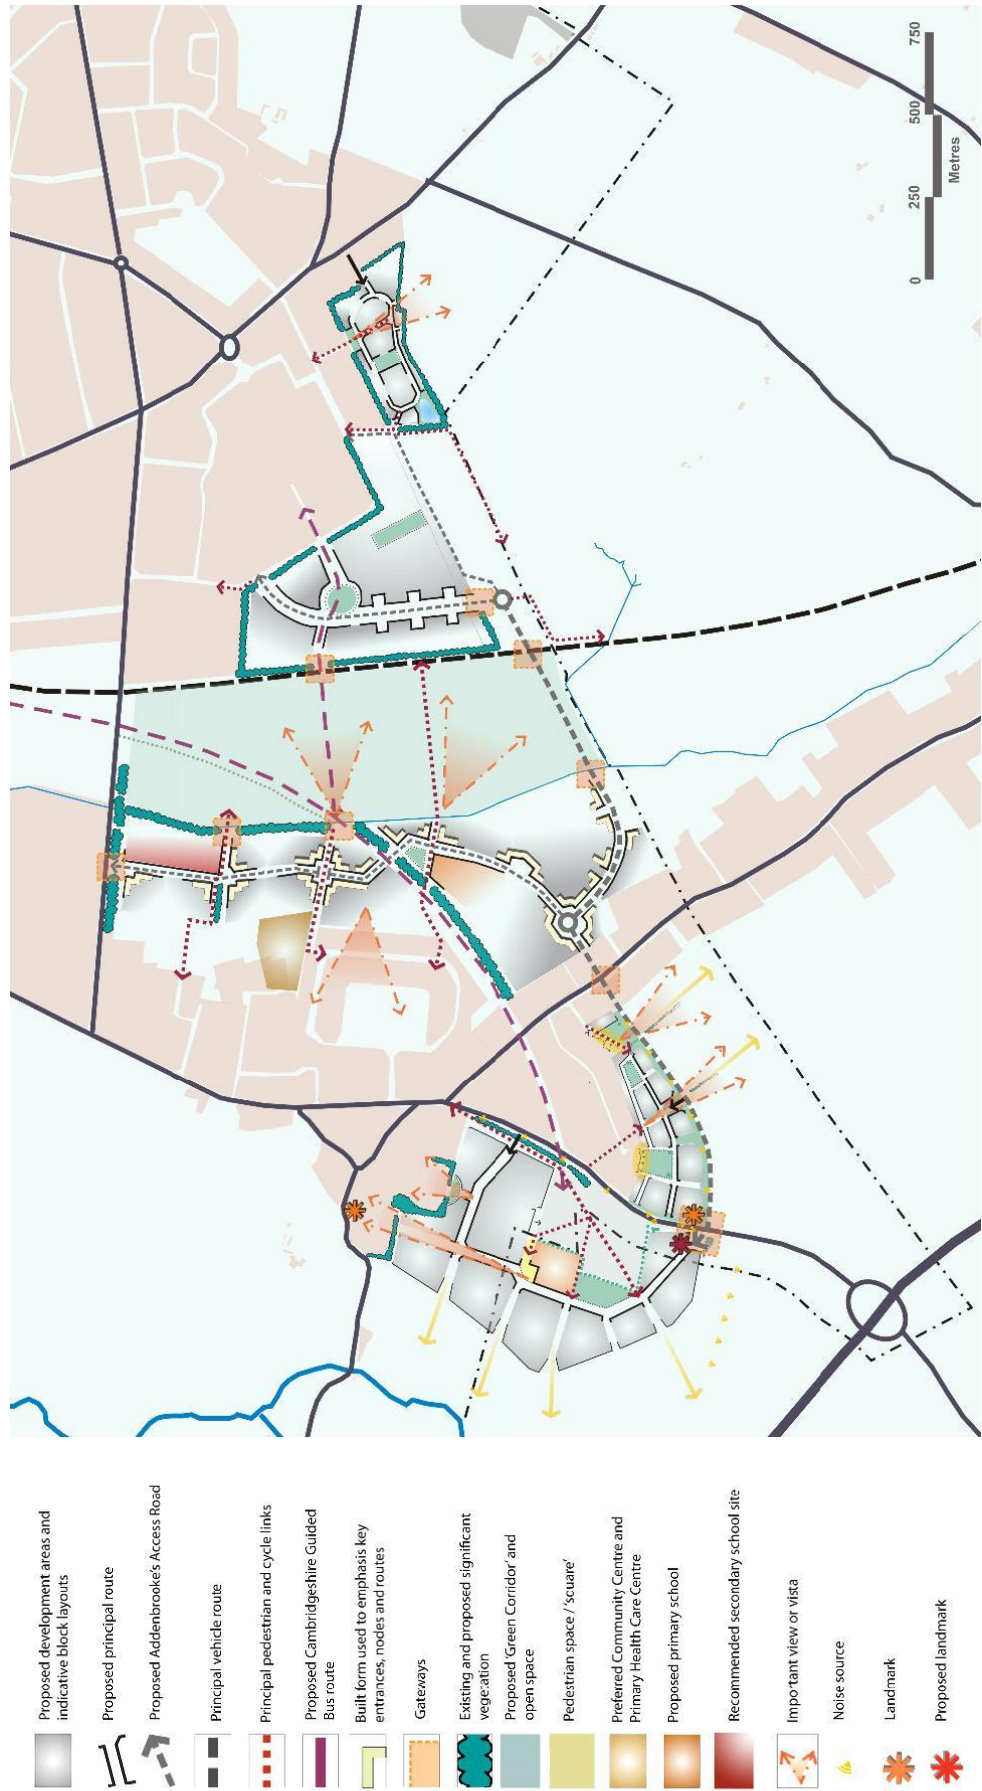 750
500
250
0
Metres
Proposed development areas and
indicative block layouts
Proposed principal route
Proposed Addenbrooke's Access Road
Principal vehicle route
Principal pedestrian and cycle links
Proposed Cambridgeshire Guided
Bus route
Built form used to emphasis key
entrances, nodes and routes
Gateways
Existing and proposed significant
vege:ation
Proposed 'Green Corridor' and
open space
Pedestrian space / 'scuare'
Preferred Community Centre and
Primary Health Care Centre
Proposed primary school
Recommended secondary school site
Important view or vista
Noise source
Landmark
Proposed landmark